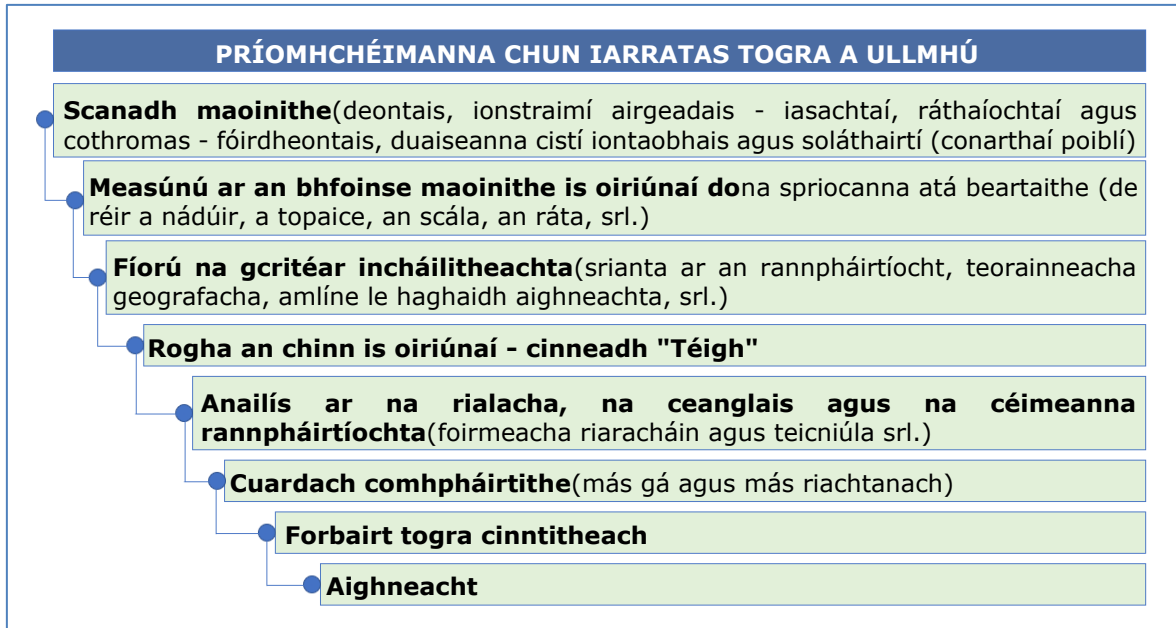 PRÍOMHCHÉIMANNA CHUN IARRATAS TOGRA A ULLMHÚ
Scanadh maoinithe(deontais, ionstraimí airgeadais - iasachtaí, ráthaíochtaí agus
cothromas - fóirdheontais, duaiseanna cistí iontaobhais agus soláthairtí (conarthaí poiblí)
Measúnú ar an bhfoinse maoinithe is oiriúnaí dona spriocanna atá beartaithe (de
réir a nádúir, a topaice, an scála, an ráta, srl.)
Fíorú na gcritéar incháilitheachta(srianta ar an rannpháirtíocht, teorainneacha
geografacha, amlíne le haghaidh aighneachta, srl.)
Rogha an chinn is oiriúnaí - cinneadh "Téigh"
Anailís ar na rialacha, na ceanglais agus na céimeanna
rannpháirtíochta(foirmeacha riaracháin agus teicniúla srl.)
Cuardach comhpháirtithe(más gá agus más riachtanach)
Forbairt togra cinntitheach
Aighneacht